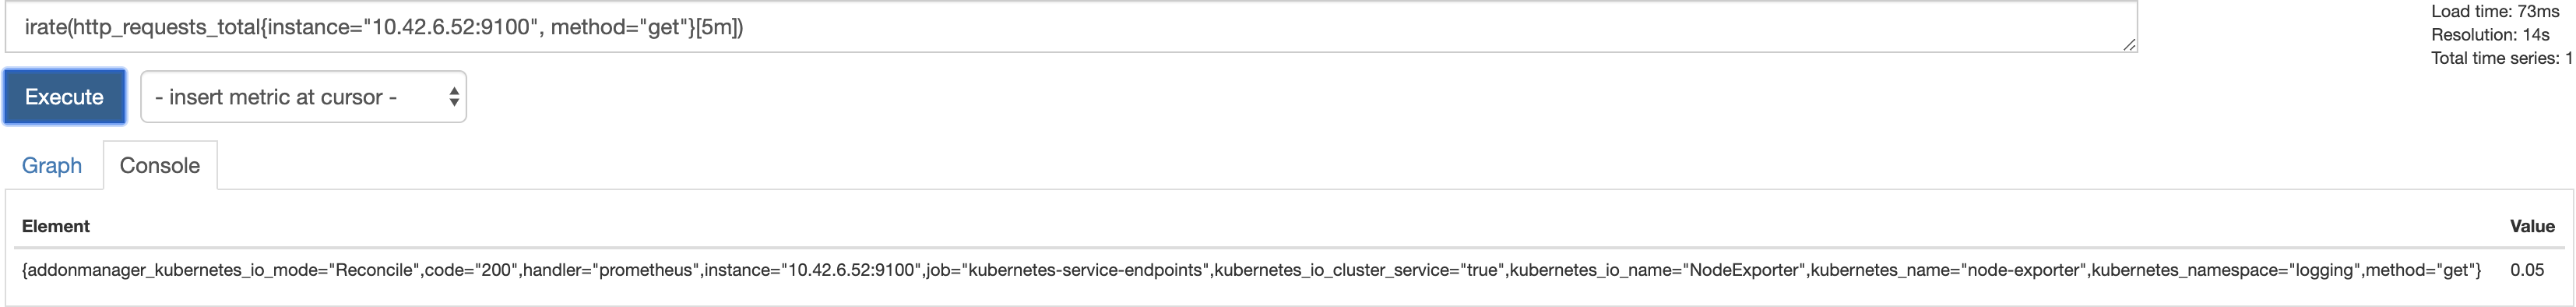 irate(http_requests_total{instance="10.42.6.52:9100", method="get"}[5m])
Load time: 73ms
Resolution: 14s
Total time series: 1
Execute
- insert metric at cursor -
Graph
Console
Element
Value
{addonmanager_kubernetes_io_mode="Reconcile",code="200",handler="prometheus",instance="10.42.6.52:9100",job="kubernetes-service-endpoints",kubernetes_io_cluster_service="true",kubernetes_io_name="NodeExporter",kubernetes_name="node-exporter",kubernetes_namespace="logging",method="get"}
0.05